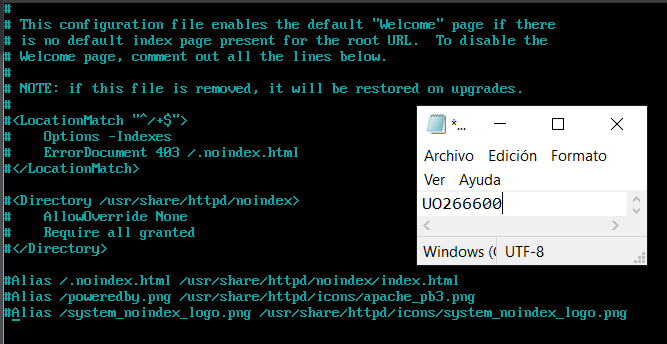 #
# This configuration file enables the default "Welcome" page if there
# is no default index page present for the root URL.  To disable the
# Welcome page, comment out all the lines below.
#
# NOTE: if this file is removed, it will be restored on upgrades.
#
#<LocationMatch "^/+$">
#    Options -Indexes
#    ErrorDocument 403 /.noindex.html
#</LocationMatch>

#<Directory /usr/share/httpd/noindex>
#    AllowOverride None
#    Require all granted
#</Directory>

#Alias /.noindex.html /usr/share/httpd/noindex/index.html
#Alias /poweredby.png /usr/share/httpd/icons/apache_pb3.png
#Alias /system_noindex_logo.png /usr/share/httpd/icons/system_noindex_logo.png
*...
Archivo Edición Formato
Ver Ayuda
UO266600
Windows (C UTF-8